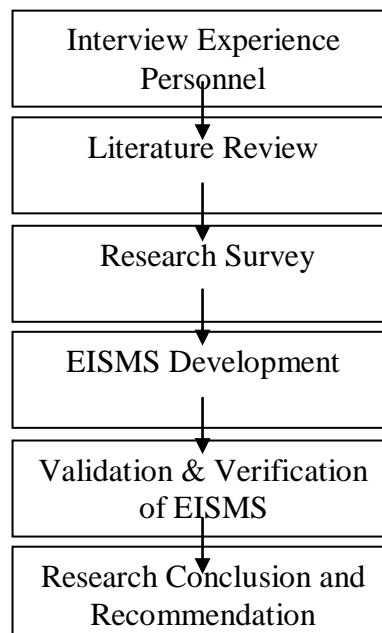 Interview Experience
Personnel
Literature Review
Research Survey
EISMS Development
Validation & Verification
of EISMS
Research Conclusion and
Recommendation